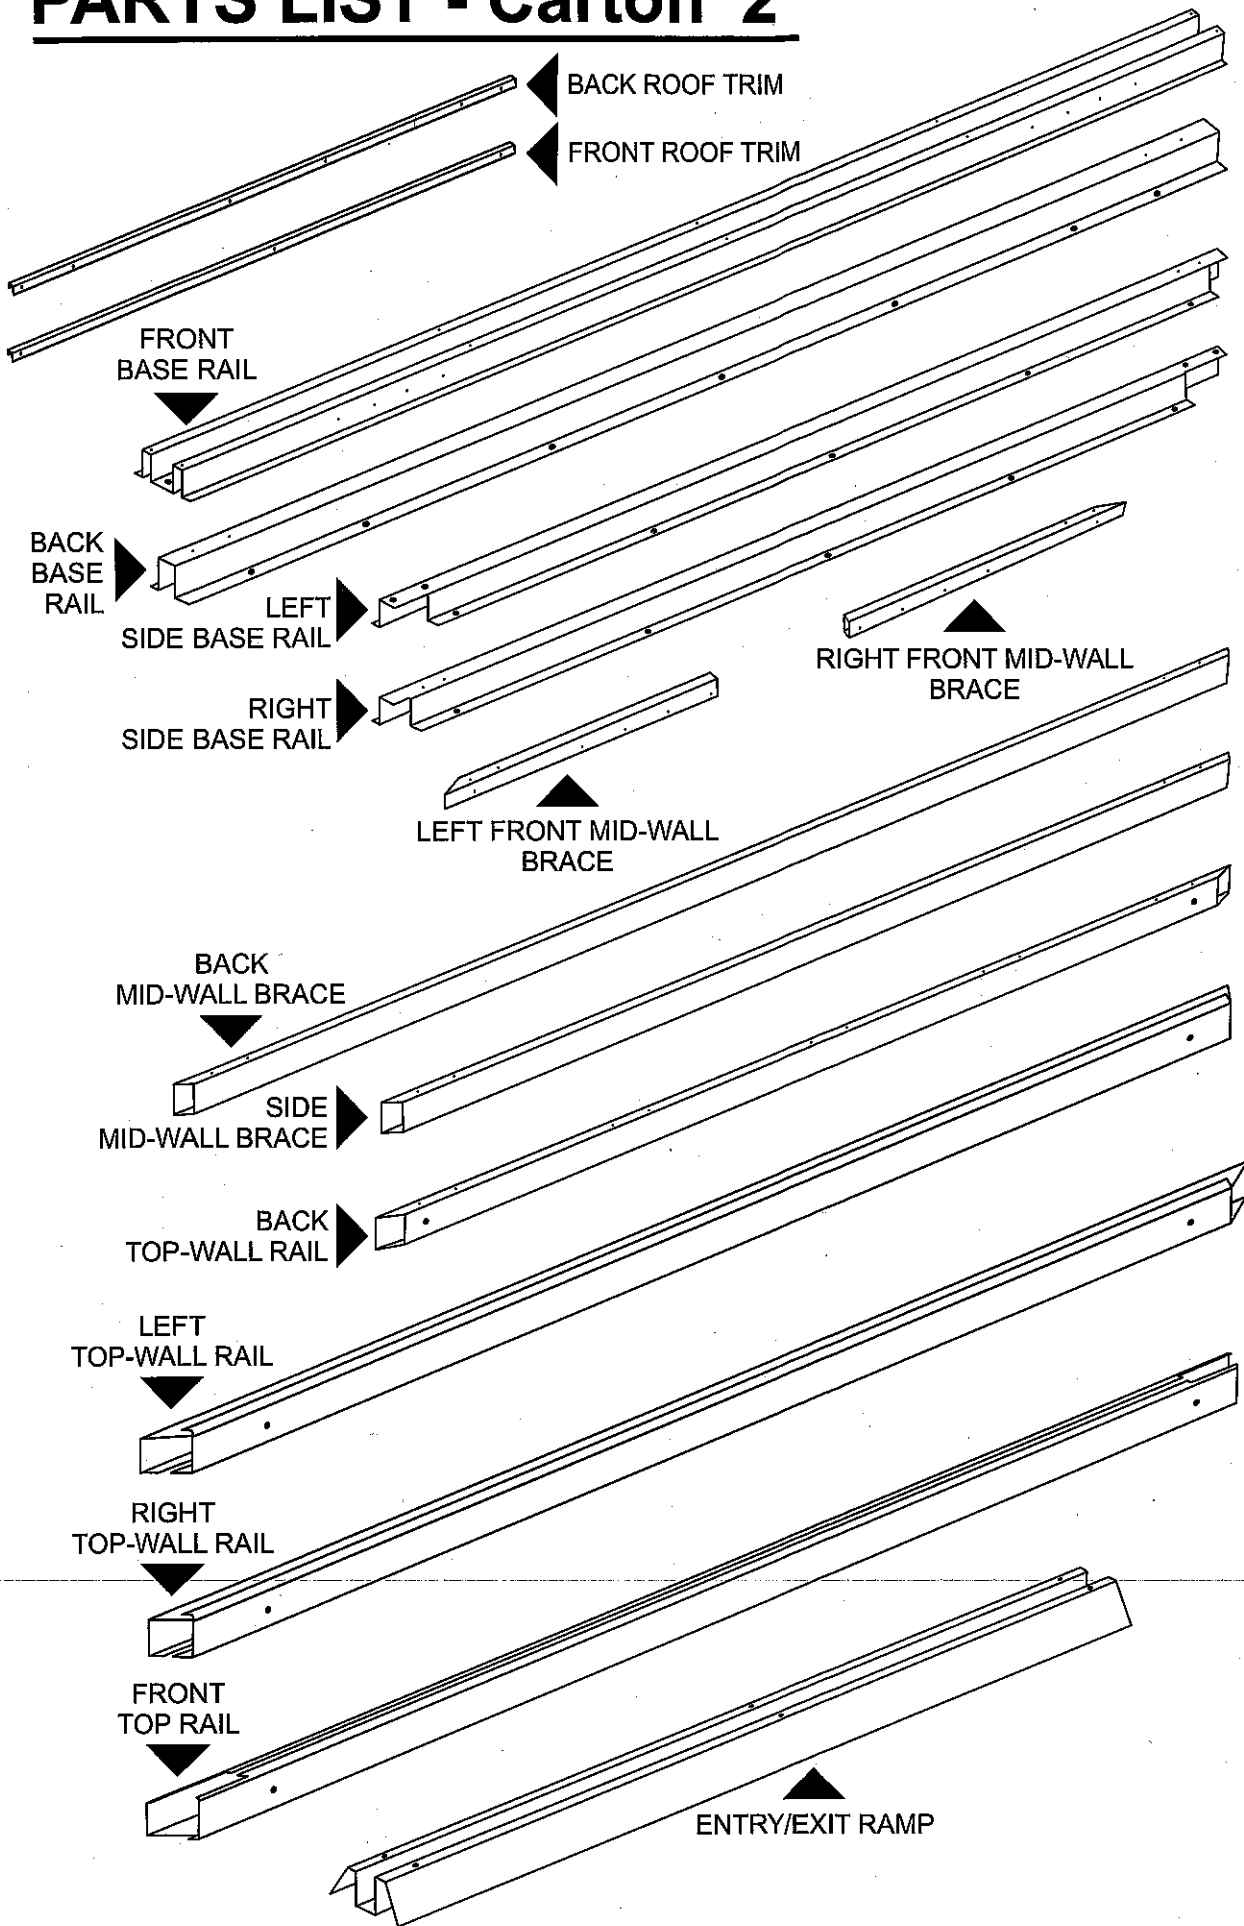 PARTS LIST - Carton 2
BACK ROOF TRIM
FRONT ROOF TRIM
FRONT
BASE RAIL
BACK
BASE
RAIL
LEFT
SIDE BASE RAIL
RIGHT FRONT MID-WALL
BRACE
RIGHT
SIDE BASE RAIL
LEFT FRONT MID-WALL
BRACE
BACK
MID-WALL BRACE
SIDE
MID-WALL BRACE
BACK
TOP-WALL RAIL
LEFT
TOP-WALL RAIL
RIGHT
TOP-WALL RAIL
FRONT
TOP RAIL
ENTRY/EXIT RAMP